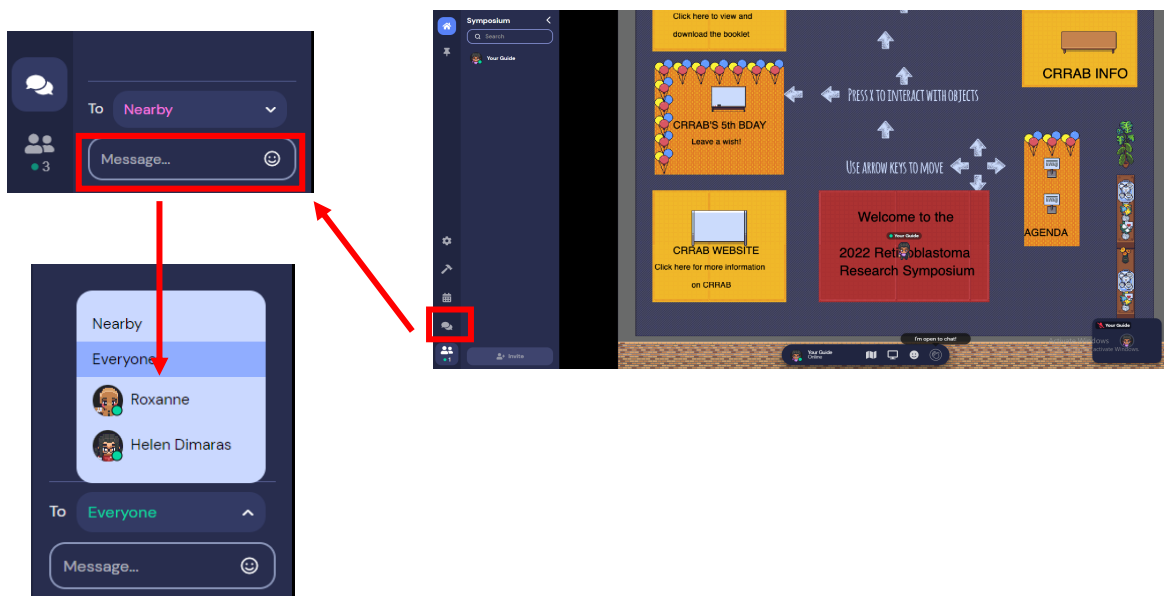 To Nearby
Message...
3
Nearby
Everyone
Roxanne
Helen Dimaras
To Everyone
Message...
Symposium
Search
Your Guide
1
Invite
Click here to view and
download the booklet
CRRAB INFO
PRESS X TO INTERACT WITH OBJECTS
CRRAB'S 5th BDAY
Leave a wish!
USE ARROW KEYS TO MOVE
AGENDA
CRRAB WEBSITE
Click here for more information
on CRRAB
Welcome to the
Your Guide
2022 Retinoblastoma
Research Symposium
Your Guide
I'm open to chat!
Your Guide
Online